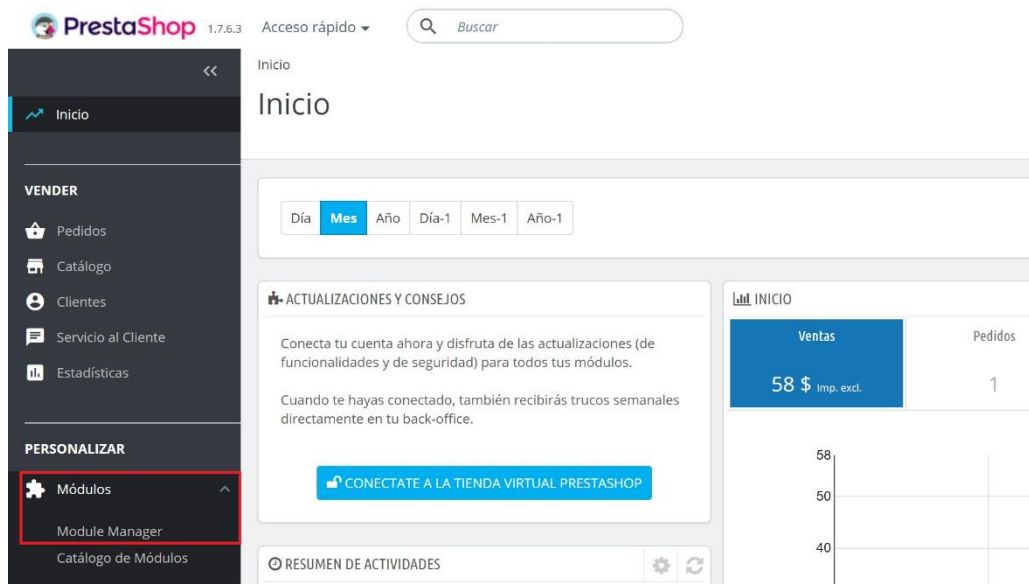 PrestaShop 1.7.6.3 Acceso rápido Buscar
Inicio
Inicio
Inicio
VENDER
Pedidos
Catálogo
Clientes
Servicio al Cliente
Estadísticas
PERSONALIZAR
Módulos
Module Manager
Catálogo de Módulos
Día Mes Año Día-1 Mes-1 Año-1
ACTUALIZACIONES Y CONSEJOS
Conecta tu cuenta ahora y disfruta de las actualizaciones (de
funcionalidades y de seguridad) para todos tus módulos.
Cuando te hayas conectado, también recibirás trucos semanales
directamente en tu back-office.
CONECTATE A LA TIENDA VIRTUAL PRESTASHOP
RESUMEN DE ACTIVIDADES
INICIO
Ventas Pedidos
58 $ Imp. excl. 1
58
50
40